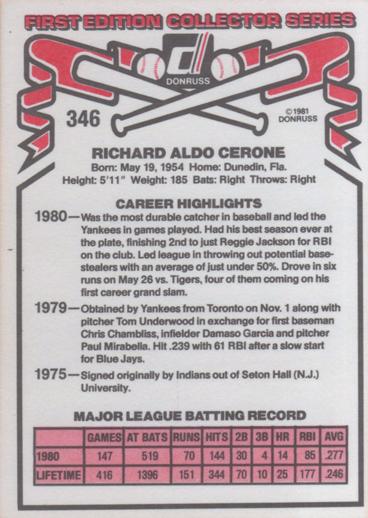 FIRST EDITION COLLECTOR SERIES
DONRUSS
346
©1981
DONRUSS
RICHARD ALDO CERONE
Born: May 19, 1954 Home: Dunedin, Fla.
Height: 5'11" Weight: 185 Bats: Right Throws: Right
CAREER HIGHLIGHTS
1980—Was the most durable catcher in baseball and led the
Yankees in games played. Had his best season ever at
the plate, finishing 2nd to just Reggie Jackson for RBI
on the club. Led league in throwing out potential base-
stealers with an average of just under 50%. Drove in six
runs on May 26 vs. Tigers, four of them coming on his
first career grand slam.
1979—Obtained by Yankees from Toronto on Nov. 1 along with
pitcher Tom Underwood in exchange for first baseman
Chris Chambliss, infielder Damaso Garcia and pitcher
Paul Mirabella. Hit .239 with 61 RBI after a slow start
for Blue Jays.
1975—Signed originally by Indians out of Seton Hall (N.J.)
University.
MAJOR LEAGUE BATTING RECORD
GAMES AT BATS RUNS HITS 2B 3B HR RBI AVG
1980 147 519 70 144 30 4 14 85 .277
LIFETIME 416 1396 151 344 70 10 25 177 .246